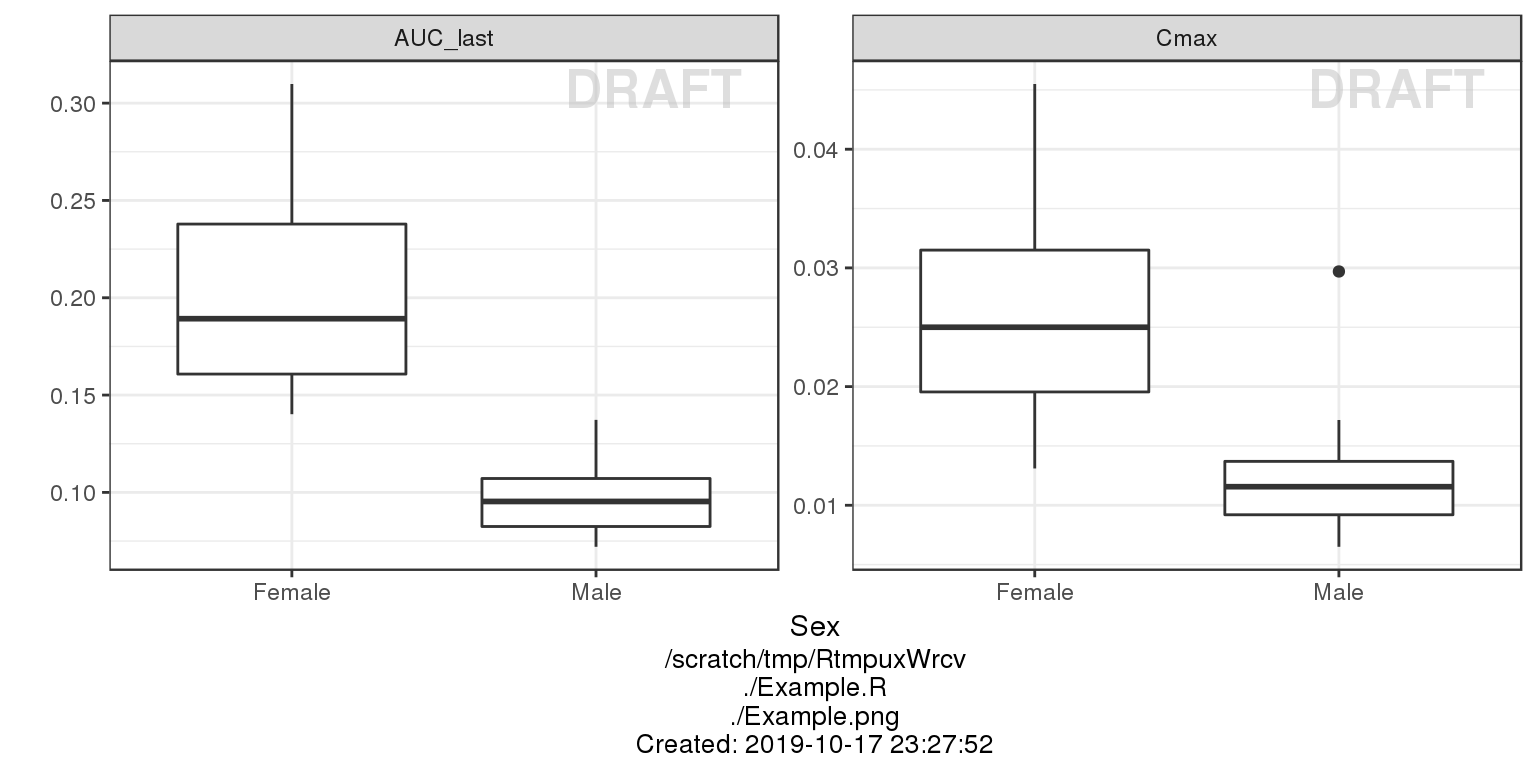 AUC_last
Cmax
DRAFT
DRAFT
0.30
0.25
0.20
0.15
0.10
0.04
0.03
0.02
0.01
Female
Male
Female
Male
Sex
/scratch/tmp/RtmpuxWrcv
./Example.R
./Example.png
Created: 2019-10-17 23:27:52